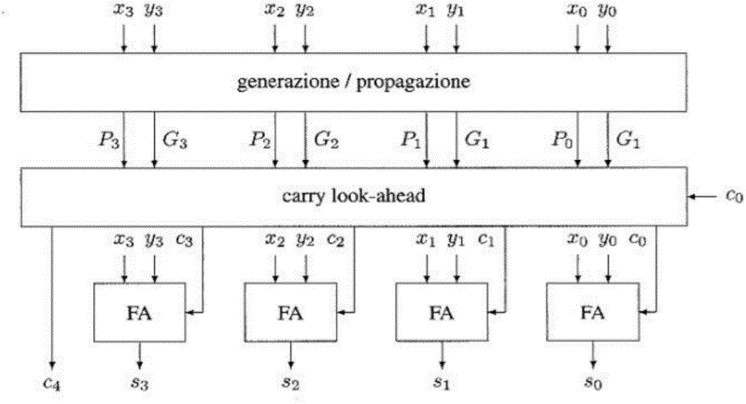 x₃ y₃ x₂ y₂ x₁ y₁ x₀ y₀
generazione / propagazione
P₃ G₃ P₂ G₂ P₁ G₁ P₀ G₁
carry look-ahead c₀
x₃ y₃ c₃ x₂ y₂ c₂ x₁ y₁ c₁ x₀ y₀ c₀
FA FA FA FA
c₄ s₃ s₂ s₁ s₀